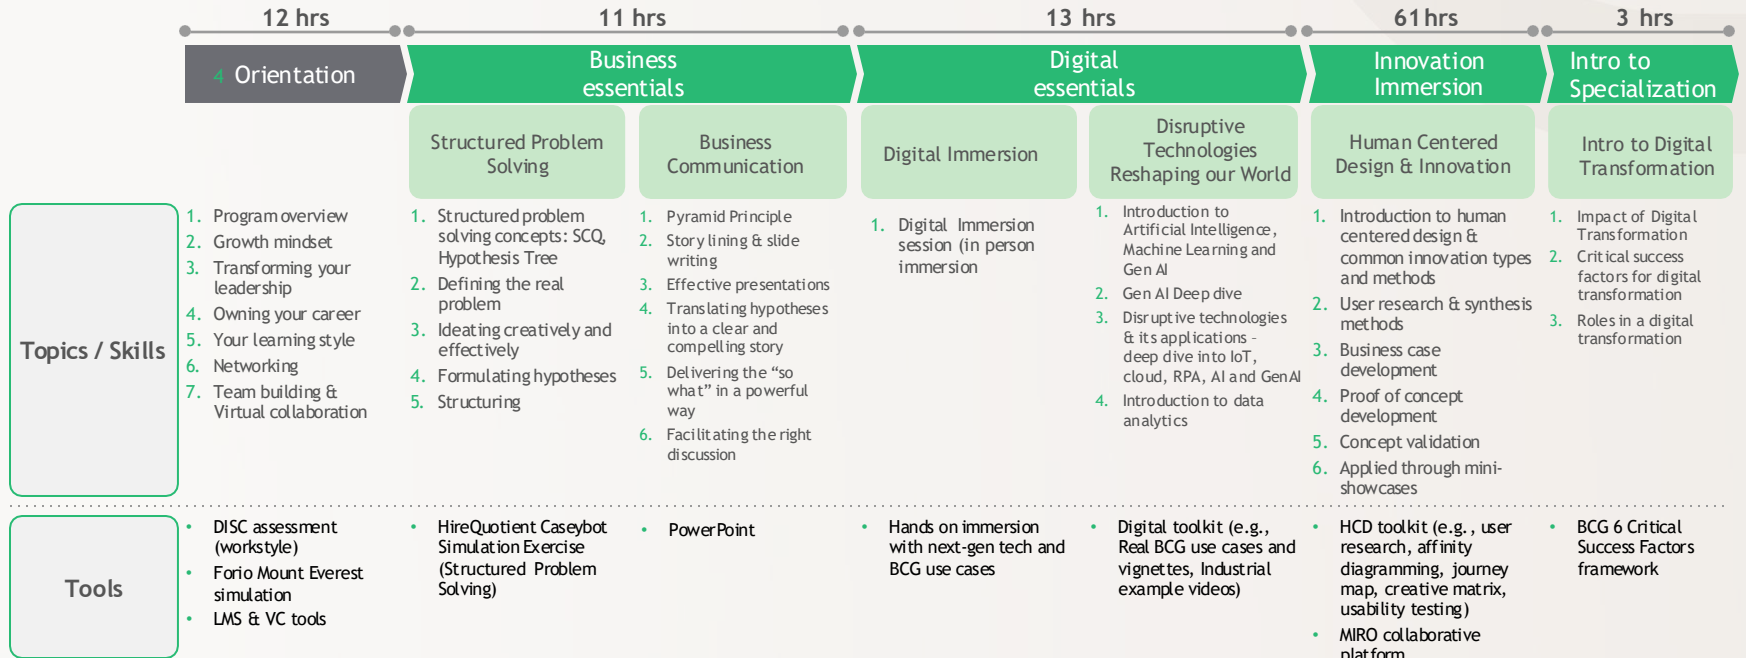 12 hrs
11 hrs
13 hrs
61hrs
3 hrs
4 Orientation
Business
essentials
Digital
essentials
Innovation
Immersion
Intro to
Specialization
Structured Problem
Solving
Business
Communication
Digital Immersion
Disruptive
Technologies
Reshaping our World
Human Centered
Design & Innovation
Intro to Digital
Transformation
Topics / Skills
1. Program overview
2. Growth mindset
3. Transforming your
leadership
4. Owning your career
5. Your learning style
6. Networking
7. Team building &
Virtual collaboration
1. Structured problem
solving concepts: SCQ,
Hypothesis Tree
2. Defining the real
problem
3. Ideating creatively and
effectively
4. Formulating hypotheses
5. Structuring
1. Pyramid Principle
2. Story lining & slide
writing
3. Effective presentations
4. Translating hypotheses
into a clear and
compelling story
5. Delivering the “so
what” in a powerful
way
6. Facilitating the right
discussion
1. Digital Immersion
session (in person
immersion
1. Introduction to
Artificial Intelligence,
Machine Learning and
Gen AI
2. Gen AI Deep dive
3. Disruptive technologies
& its applications –
deep dive into IoT,
cloud, RPA, AI and GenAI
4. Introduction to data
analytics
1. Introduction to human
centered design &
common innovation types
and methods
2. User research & synthesis
methods
3. Business case
development
4. Proof of concept
development
5. Concept validation
6. Applied through mini-
showcases
1. Impact of Digital
Transformation
2. Critical success
factors for digital
transformation
3. Roles in a digital
transformation
Tools
• DISC assessment
(workstyle)
• Forio Mount Everest
simulation
• LMS & VC tools
• HireQuotient Caseybot
Simulation Exercise
(Structured Problem
Solving)
• PowerPoint
• Hands on immersion
with next-gen tech and
BCG use cases
• Digital toolkit (e.g.,
Real BCG use cases and
vignettes, Industrial
example videos)
• HCD toolkit (e.g., user
research, affinity
diagramming, journey
map, creative matrix,
usability testing)
• MIRO collaborative
platform
• BCG 6 Critical
Success Factors
framework